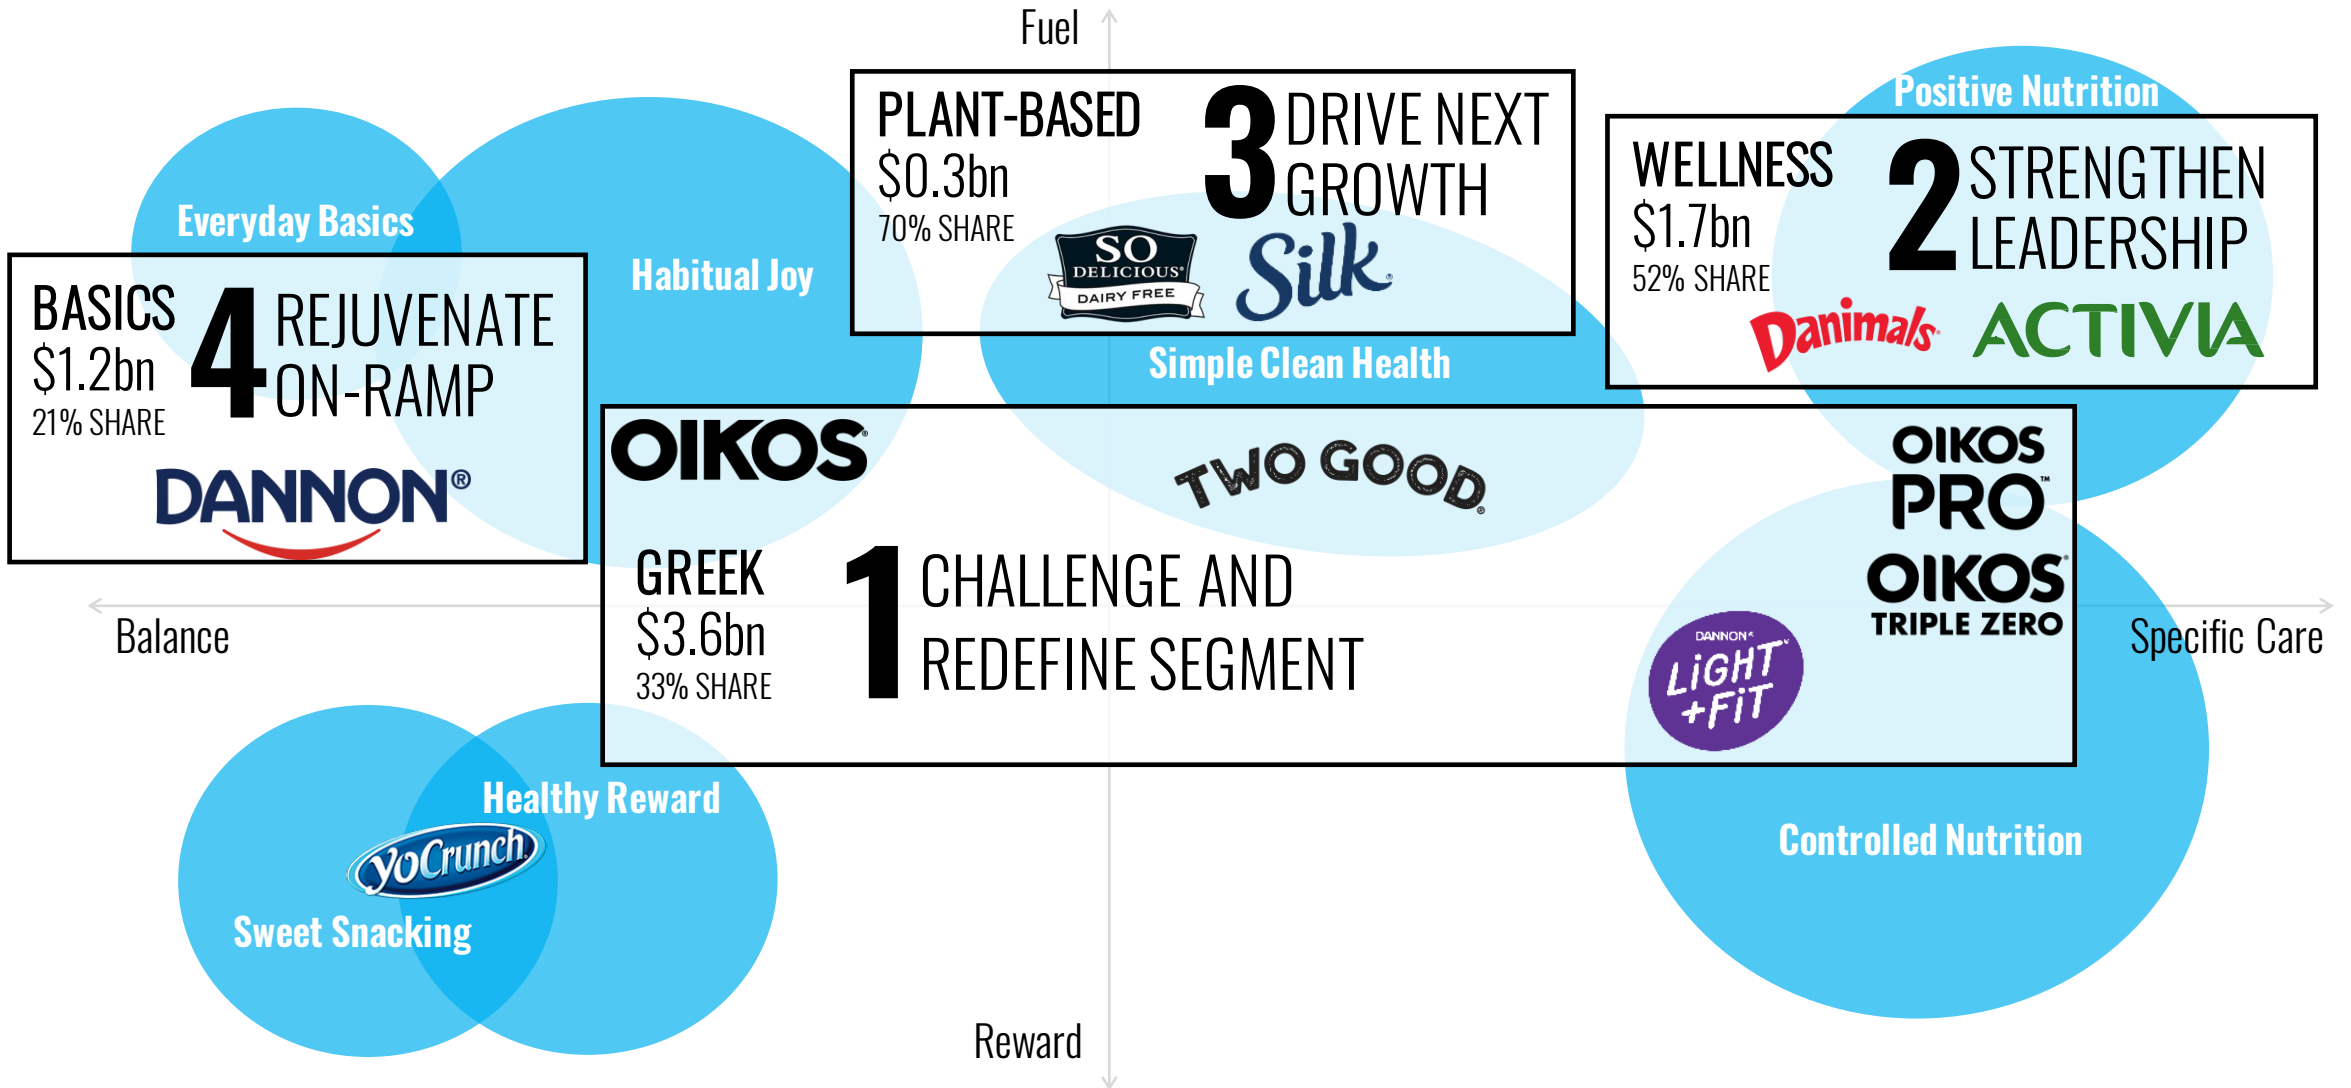 Fuel
PLANT-BASED
$0.3bn
70% SHARE
3
DRIVE NEXT
GROWTH
SO
DELICIOUS®
DAIRY FREE
Silk®
Positive Nutrition
WELLNESS
$1.7bn
52% SHARE
2
STRENGTHEN
LEADERSHIP
Danimals
ACTIVIA
Everyday Basics
Habitual Joy
Simple Clean Health
BASICS
$1.2bn
21% SHARE
4
REJUVENATE
ON-RAMP
DANNON®
OIKOS®
TWO GOOD®
OIKOS
PRO™
OIKOS®
TRIPLE ZERO
GREEK
$3.6bn
33% SHARE
1
CHALLENGE AND
REDEFINE SEGMENT
DANNON®
LiGHT
+FiT
Balance
Specific Care
Healthy Reward
YoCrunch
Sweet Snacking
Controlled Nutrition
Reward